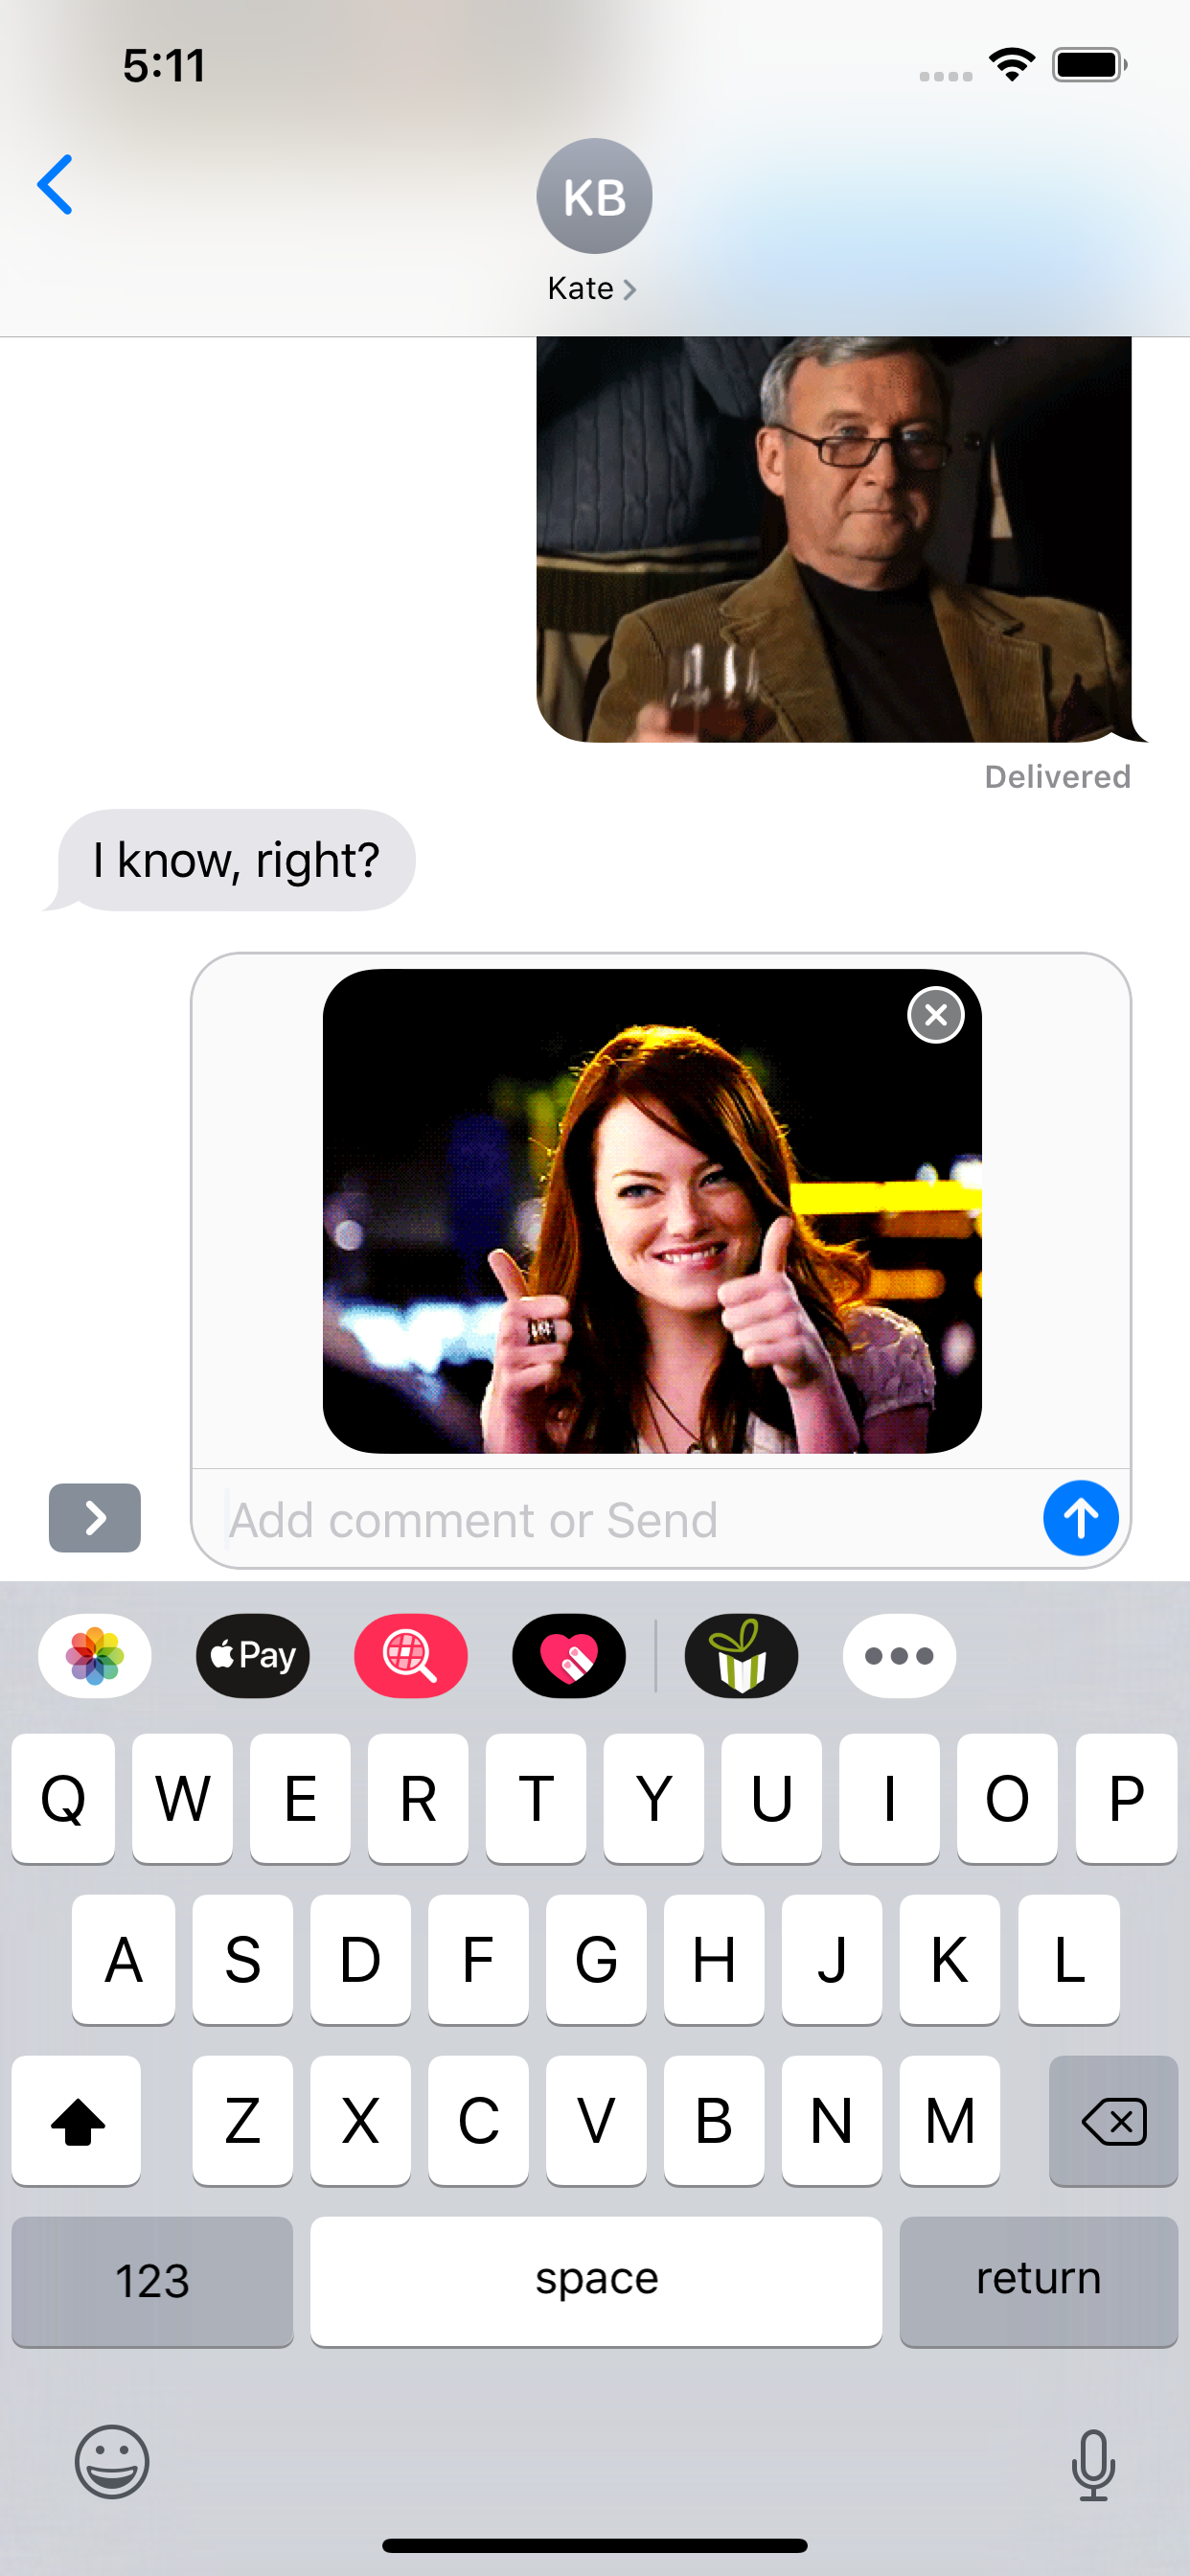 5:11
KB
Kate
Delivered
I know, right?
Add comment or Send
Pay
Q W E R T Y U I O P
A S D F G H J K L
Z X C V B N M
123 space return